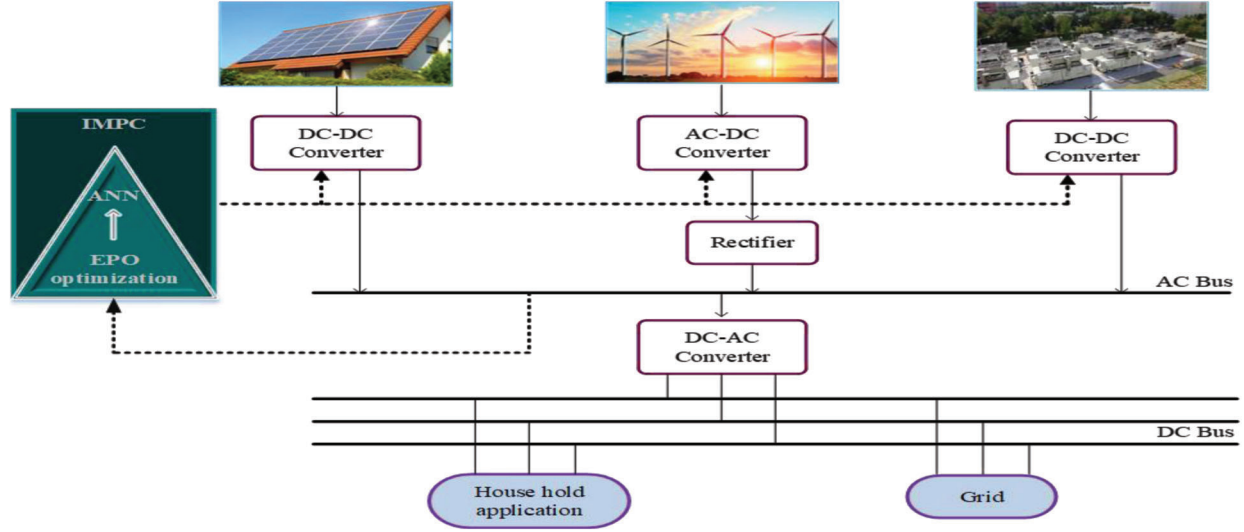 IMPC
ANN
EPO
optimization
DC-DC
Converter
AC-DC
Converter
DC-DC
Converter
Rectifier
AC Bus
DC-AC
Converter
DC Bus
House hold
application
Grid